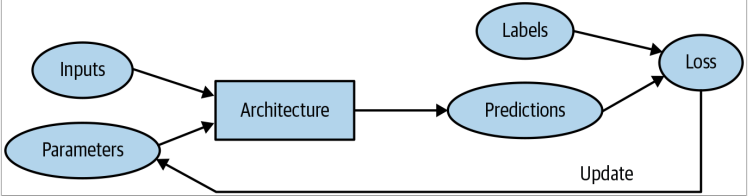 Labels
Inputs
Loss
Architecture
Predictions
Parameters
Update